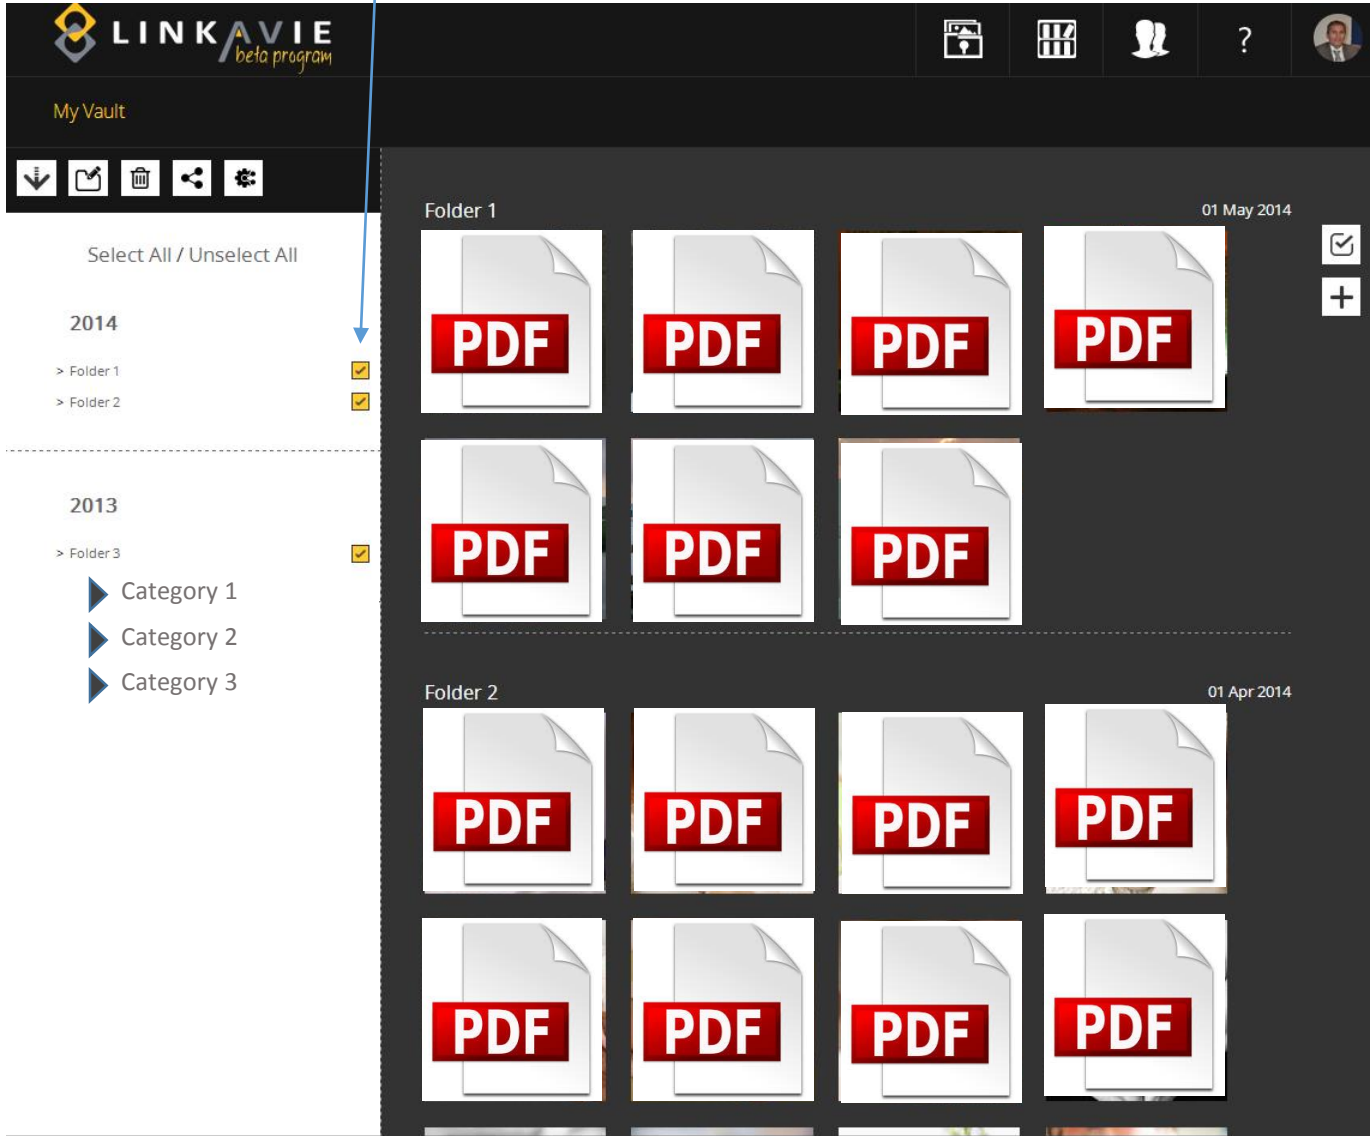 LINKAVIE
beta program
?
My Vault
Select All / Unselect All
2014
> Folder 1
> Folder 2
2013
> Folder 3
Category 1
Category 2
Category 3
Folder 1
01 May 2014
PDF
PDF
PDF
PDF
PDF
PDF
PDF
Folder 2
01 Apr 2014
PDF
PDF
PDF
PDF
PDF
PDF
PDF
PDF